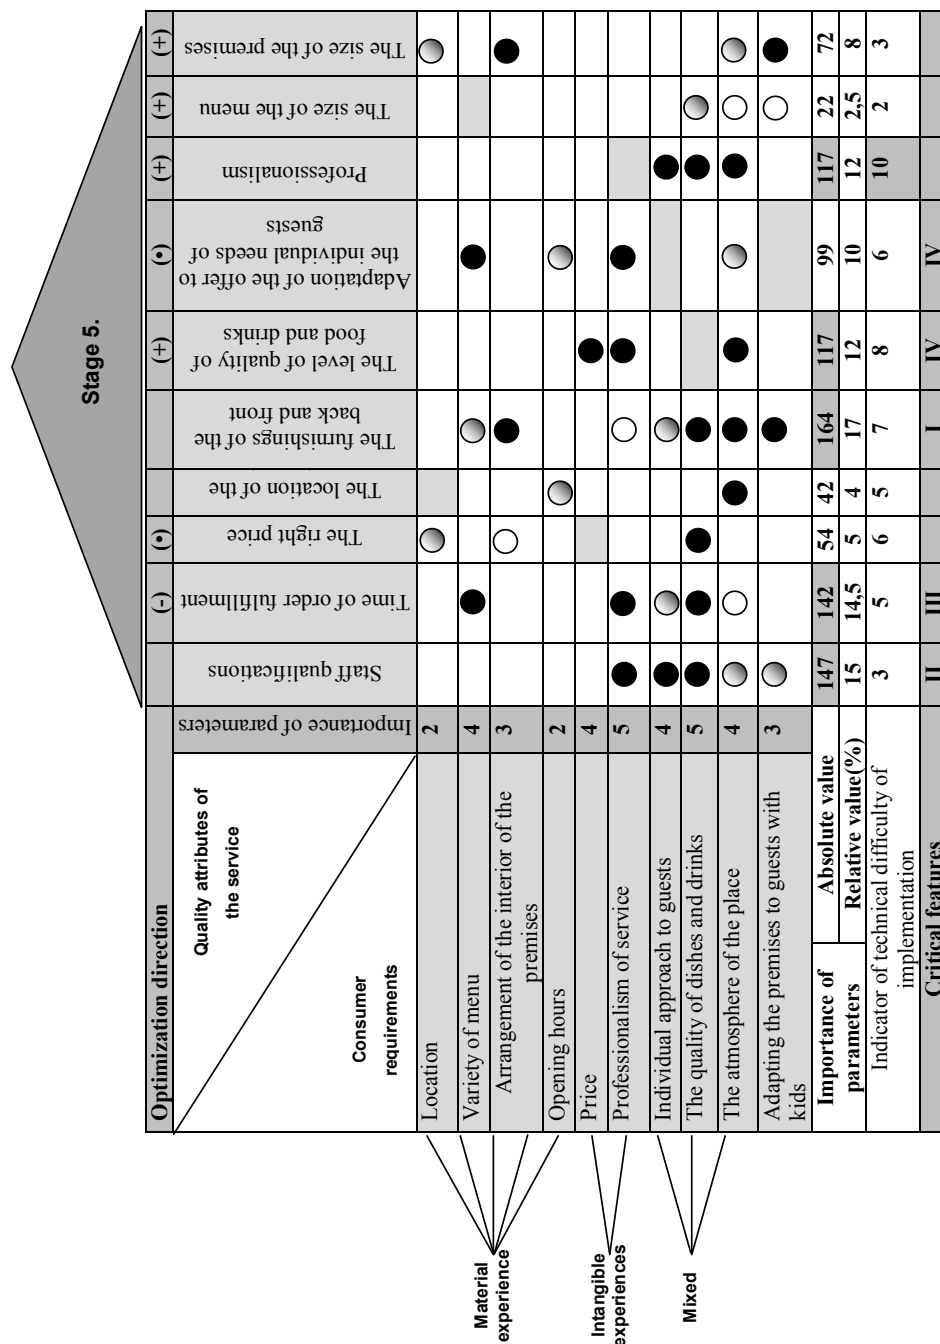 Stage 5.
Optimization direction
(-)
(•)
(+)
(•)
(+)
(+)
(+)
Quality attributes of
the service
Consumer
requirements
Importance of parameters
Staff qualifications
Time of order fulfillment
The right price
The location of the
The furnishings of the
back and front
The level of quality of
food and drinks
Adaptation of the offer to
the individual needs of
guests
Professionalism
The size of the menu
The size of the premises
Material
experience
Intangible
experiences
Mixed
Location 2
Variety of menu 4
Arrangement of the interior of the 3
premises
Opening hours 2
Price 4
Professionalism of service 5
Individual approach to guests 4
The quality of dishes and drinks 5
The atmosphere of the place 4
Adapting the premises to guests with 3
kids
Importance of
parameters
Absolute value 147 142 54 42 164 117 99 117 22 72
Relative value(%) 15 14,5 5 4 17 12 10 12 2,5 8
Indicator of technical difficulty of 3 5 6 5 7 8 6 10 2 3
implementation
Critical features II III I IV IV